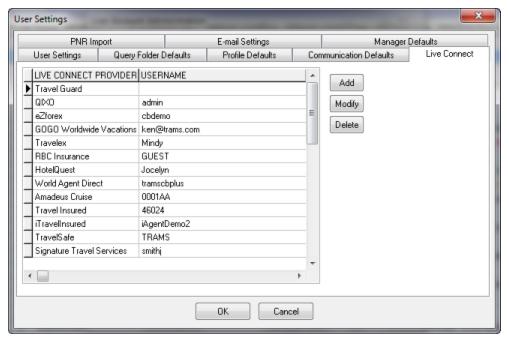 User Settings
PNR Import E-mail Settings Manager Defaults
User Settings Query Folder Defaults Profile Defaults Communication Defaults Live Connect
LIVE CONNECT PROVIDER USERNAME
Travel Guard
QIXO admin
eZforex cbdemo
GOGO Worldwide Vacations ken@trams.com
Travelex Mindy
RBC Insurance GUEST
HotelQuest Jocelyn
World Agent Direct tramscbplus
Amadeus Cruise 0001AA
Travel Insured 46024
iTravelInsured iAgentDemo2
TravelSafe TRAMS
Signature Travel Services smithj
Add
Modify
Delete
OK Cancel